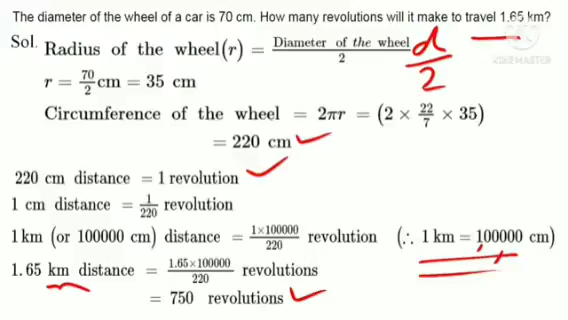 The diameter of the wheel of a car is 70 cm. How many revolutions will it make to travel 1.65 km?
Sol. Radius of the wheel(r) = Diameter of the wheel/2 d/2
r = 70/2 cm = 35 cm
Circumference of the wheel = 2πr = (2 × 22/7 × 35)
= 220 cm
220 cm distance = 1 revolution
1 cm distance = 1/220 revolution
1 km (or 100000 cm) distance = 1×100000/220 revolution (∴ 1 km = 100000 cm)
1.65 km distance = 1.65×100000/220 revolutions
= 750 revolutions
KINEMASTER